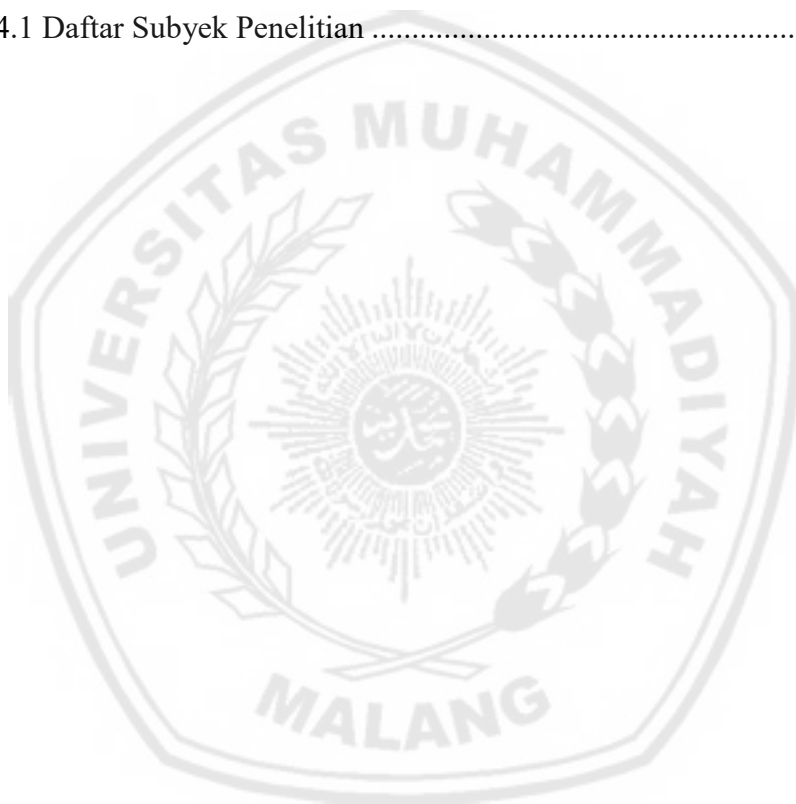 4.1 Daftar Subyek Penelitian .....................................................
UNIVERSITAS MUHAMMADIYAH
MALANG